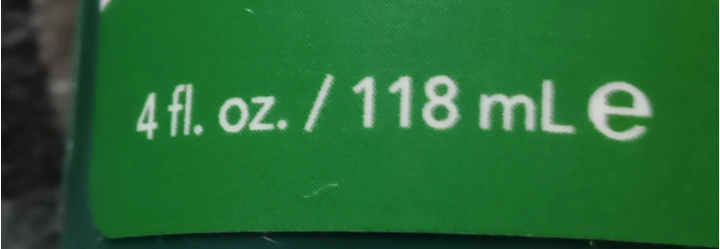 4 fl. oz. / 118 mL ℮